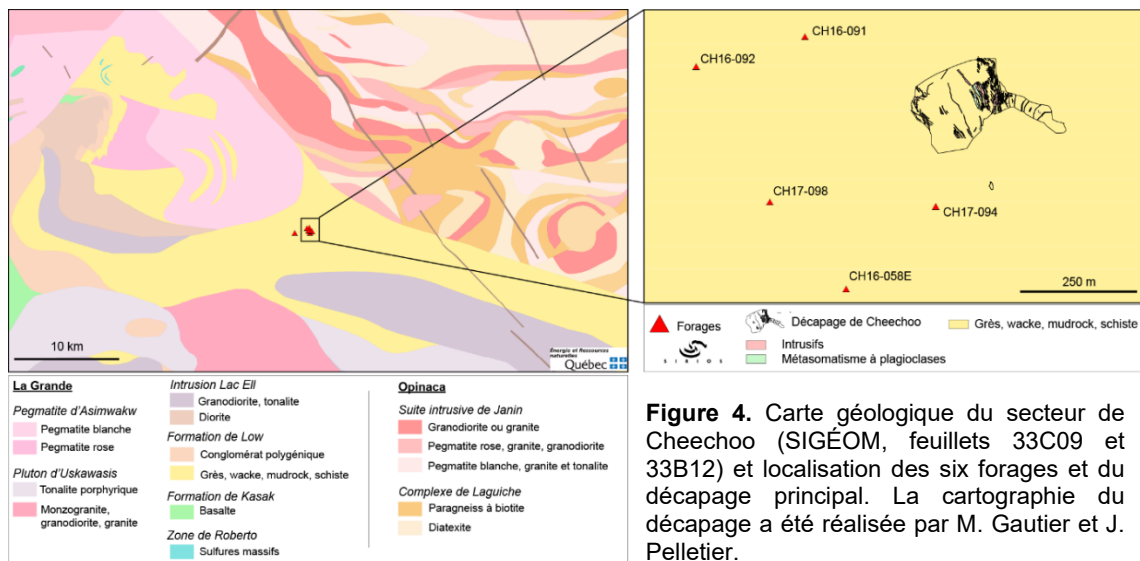 CH16-091
CH16-092
CH17-098
CH17-094
CH16-058E
250 m
10 km
Énergie et Ressources
naturelles
Québec
Forages
Décapage de Cheechoo
Grès, wacke, mudrock, schiste
SIRIOS
Intrusifs
Métasomatisme à plagioclases
La Grande
Pegmatite d'Asimwakw
Pegmatite blanche
Pegmatite rose
Pluton d'Uskawasis
Tonalite porphyrique
Monzogranite,
granodiorite, granite
Intrusion Lac Ell
Granodiorite, tonalite
Diorite
Formation de Low
Conglomérat polygénique
Grès, wacke, mudrock, schiste
Formation de Kasak
Basalte
Zone de Roberto
Sulfures massifs
Opinaca
Suite intrusive de Janin
Granodiorite ou granite
Pegmatite rose, granite, granodiorite
Pegmatite blanche, granite et tonalite
Complexe de Laguiche
Paragneiss à biotite
Diatexite
Figure 4. Carte géologique du secteur de
Cheechoo (SIGÉOM, feuillets 33C09 et
33B12) et localisation des six forages et du
décapage principal. La cartographie du
décapage a été réalisée par M. Gautier et J.
Pelletier.